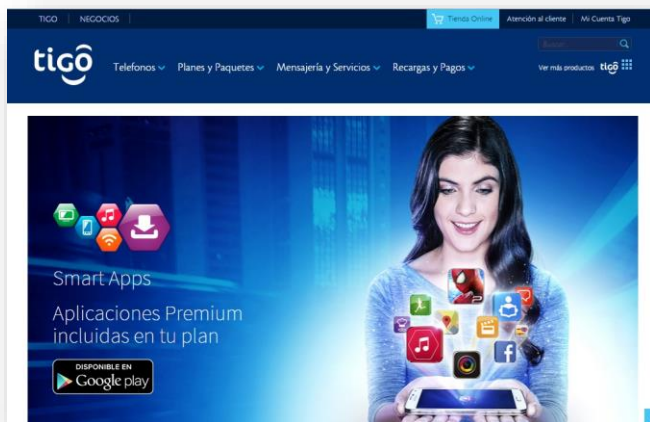 TIGO | NEGOCIOS |
Tienda Online
Atención al cliente | Mi Cuenta Tigo
Buscar
tigo
Telefonos
Planes y Paquetes
Mensajería y Servicios
Recargas y Pagos
Ver más productos tigo
Smart Apps
Aplicaciones Premium
incluidas en tu plan
DISPONIBLE EN
Google play